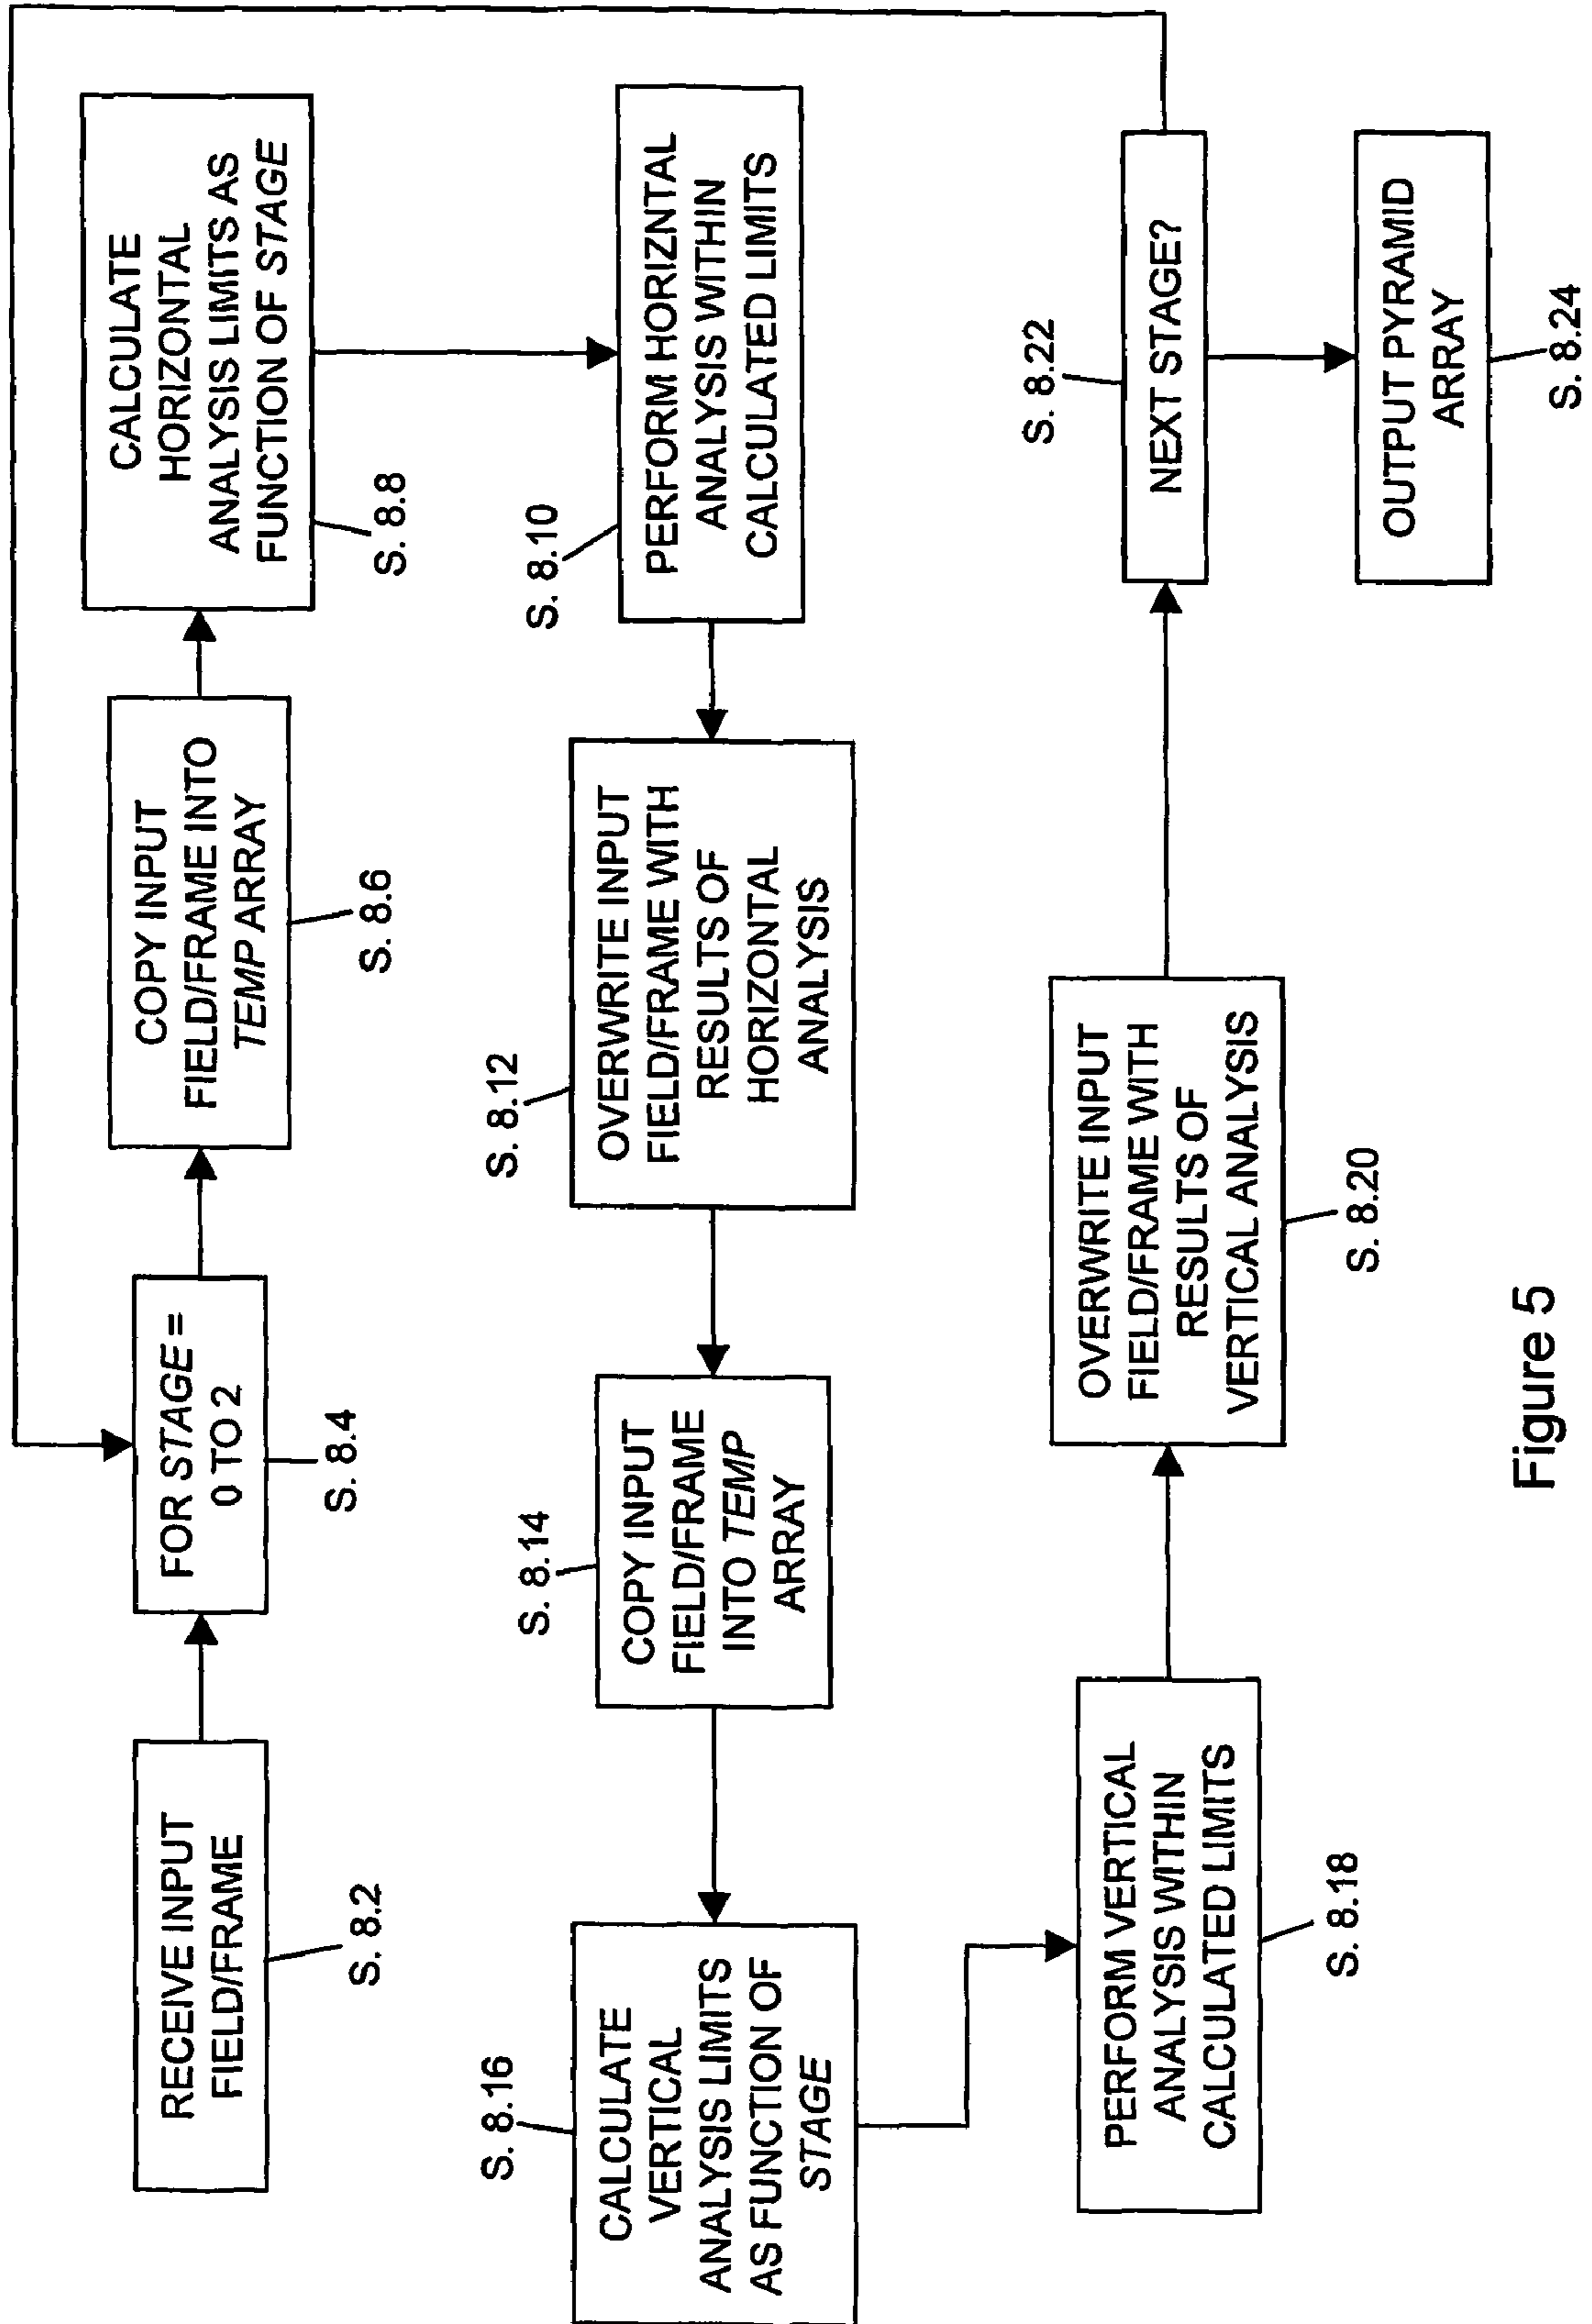 RECEIVE INPUT
FIELD/FRAME
S. 8.2
FOR STAGE =
0 TO 2
S. 8.4
COPY INPUT
FIELD/FRAME INTO
TEMP ARRAY
S. 8.6
CALCULATE
HORIZONTAL
ANALYSIS LIMITS AS
FUNCTION OF STAGE
S. 8.8
S. 8.10
PERFORM HORIZNTAL
ANALYSIS WITHIN
CALCULATED LIMITS
S. 8.12
OVERWRITE INPUT
FIELD/FRAME WITH
RESULTS OF
HORIZONTAL
ANALYSIS
S. 8.14
COPY INPUT
FIELD/FRAME
INTO TEMP
ARRAY
S. 8.16
CALCULATE
VERTICAL
ANALYSIS LIMITS
AS FUNCTION OF
STAGE
PERFORM VERTICAL
ANALYSIS WITHIN
CALCULATED LIMITS
S. 8.18
OVERWRITE INPUT
FIELD/FRAME WITH
RESULTS OF
VERTICAL ANALYSIS
S. 8.20
S. 8.22
NEXT STAGE?
OUTPUT PYRAMID
ARRAY
S. 8.24
Figure 5